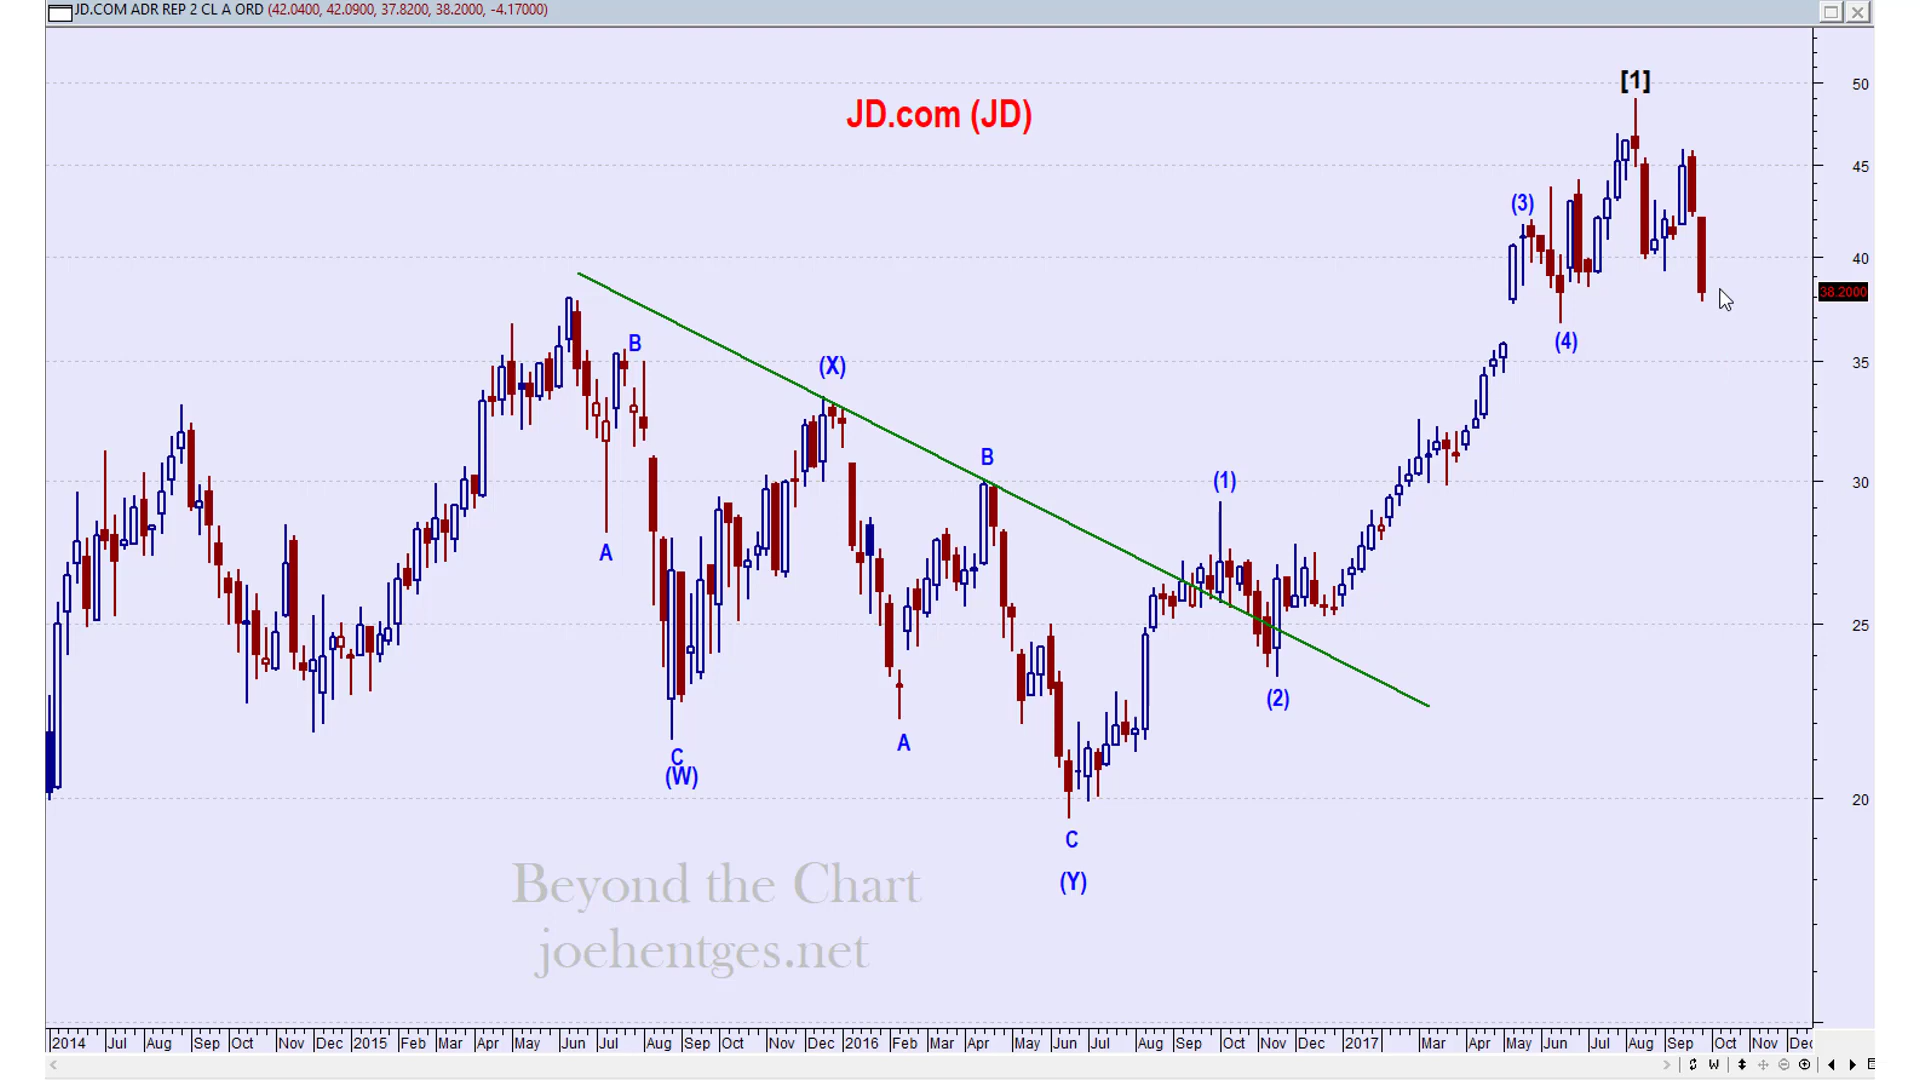 JD.COM ADR REP 2 CL A ORD (42.0400, 42.0900, 37.8200, 38.2000, -4.17000)
[1]
50
JD.com (JD)
45
(3)
40
38.2000
B
(4)
(X)
35
B
(1)
30
A
25
(2)
A
C
(W)
20
C
(Y)
Beyond the Chart
joehentges.net
2014 Jul Aug Sep Oct Nov Dec 2015 Feb Mar Apr May Jun Jul Aug Sep Oct Nov Dec 2016 Feb Mar Apr May Jun Jul Aug Sep Oct Nov Dec 2017 Mar Apr May Jun Jul Aug Sep Oct Nov Dec
W